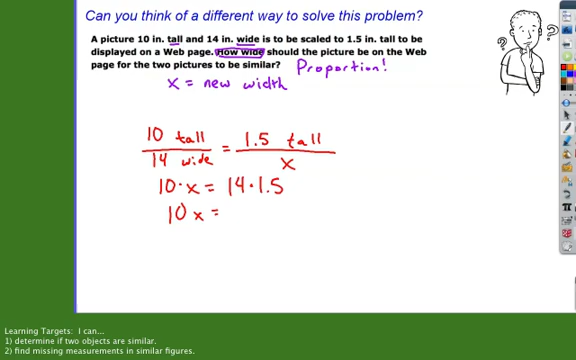 Can you think of a different way to solve this problem?
A picture 10 in. tall and 14 in. wide is to be scaled to 1.5 in. tall to be
displayed on a Web page. How wide should the picture be on the Web
page for the two pictures to be similar?
Proportion!
x = new width
10 tall / 14 wide = 1.5 tall / x
10 · x = 14 · 1.5
10x =
Learning Targets: I can...
1) determine if two objects are similar.
2) find missing measurements in similar figures.